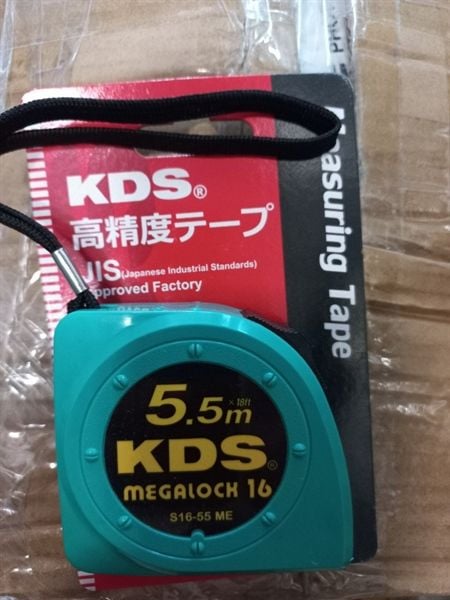 KDS®
高精度テープ
JIS (Japanese Industrial Standards)
Approved Factory
Measuring Tape
5.5m
×18ft
KDS®
MEGALOCK 16
S16-55 ME